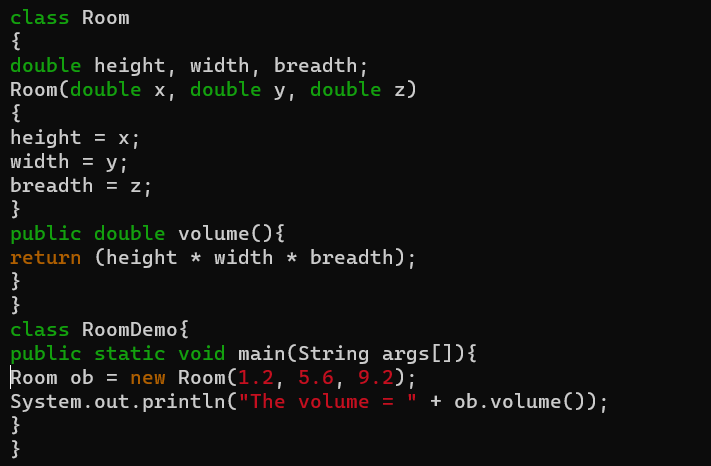 class Room
{
double height, width, breadth;
Room(double x, double y, double z)
{
height = x;
width = y;
breadth = z;
}
public double volume(){
return (height * width * breadth);
}
}
class RoomDemo{
public static void main(String args[]){
Room ob = new Room(1.2, 5.6, 9.2);
System.out.println("The volume = " + ob.volume());
}
}